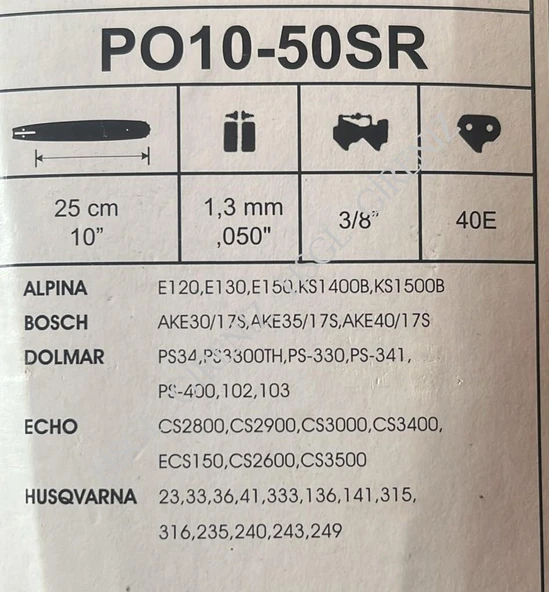 PO10-50SR
25 cm 1,3 mm 3/8" 40E
10" ,050"
ALPINA E120,E130,E150,KS1400B,KS1500B
BOSCH AKE30/17S,AKE35/17S,AKE40/17S
DOLMAR PS34,PS3300TH,PS-330,PS-341,
PS-400,102,103
ECHO CS2800,CS2900,CS3000,CS3400,
ECS150,CS2600,CS3500
HUSQVARNA 23,33,36,41,333,136,141,315,
316,235,240,243,249